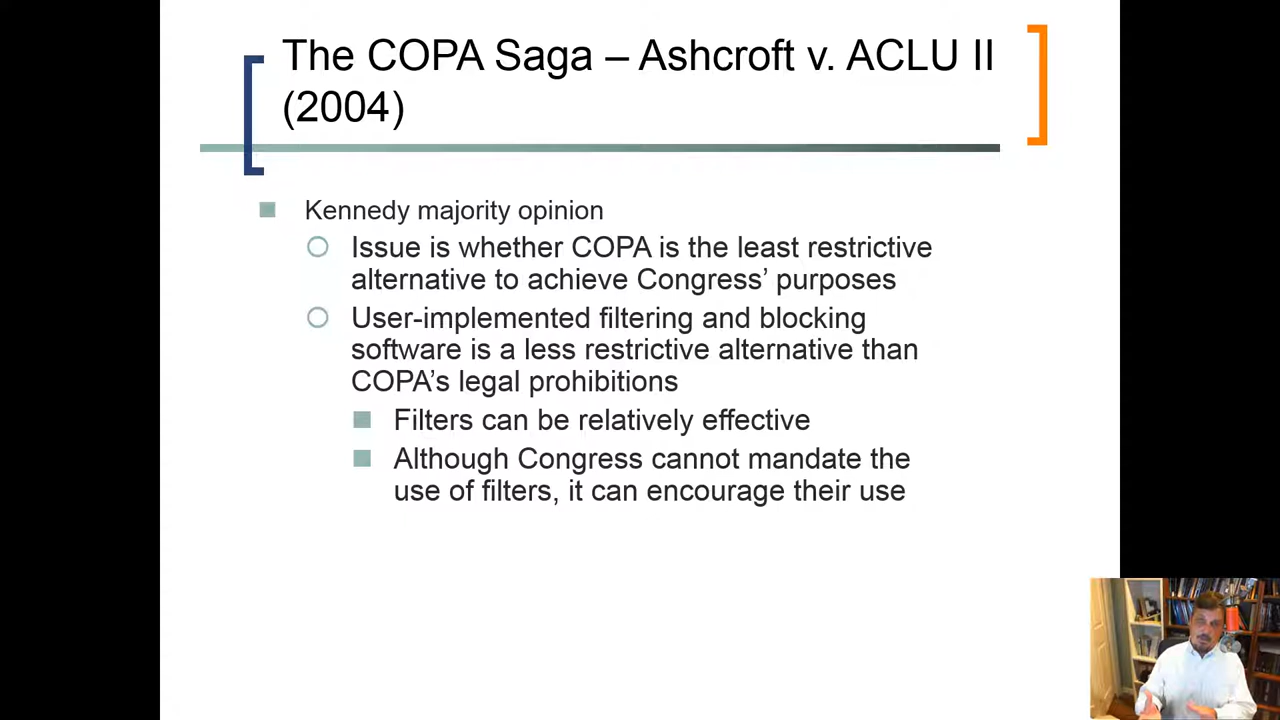 The COPA Saga – Ashcroft v. ACLU II
(2004)
Kennedy majority opinion
Issue is whether COPA is the least restrictive
alternative to achieve Congress’ purposes
User-implemented filtering and blocking
software is a less restrictive alternative than
COPA’s legal prohibitions
Filters can be relatively effective
Although Congress cannot mandate the
use of filters, it can encourage their use